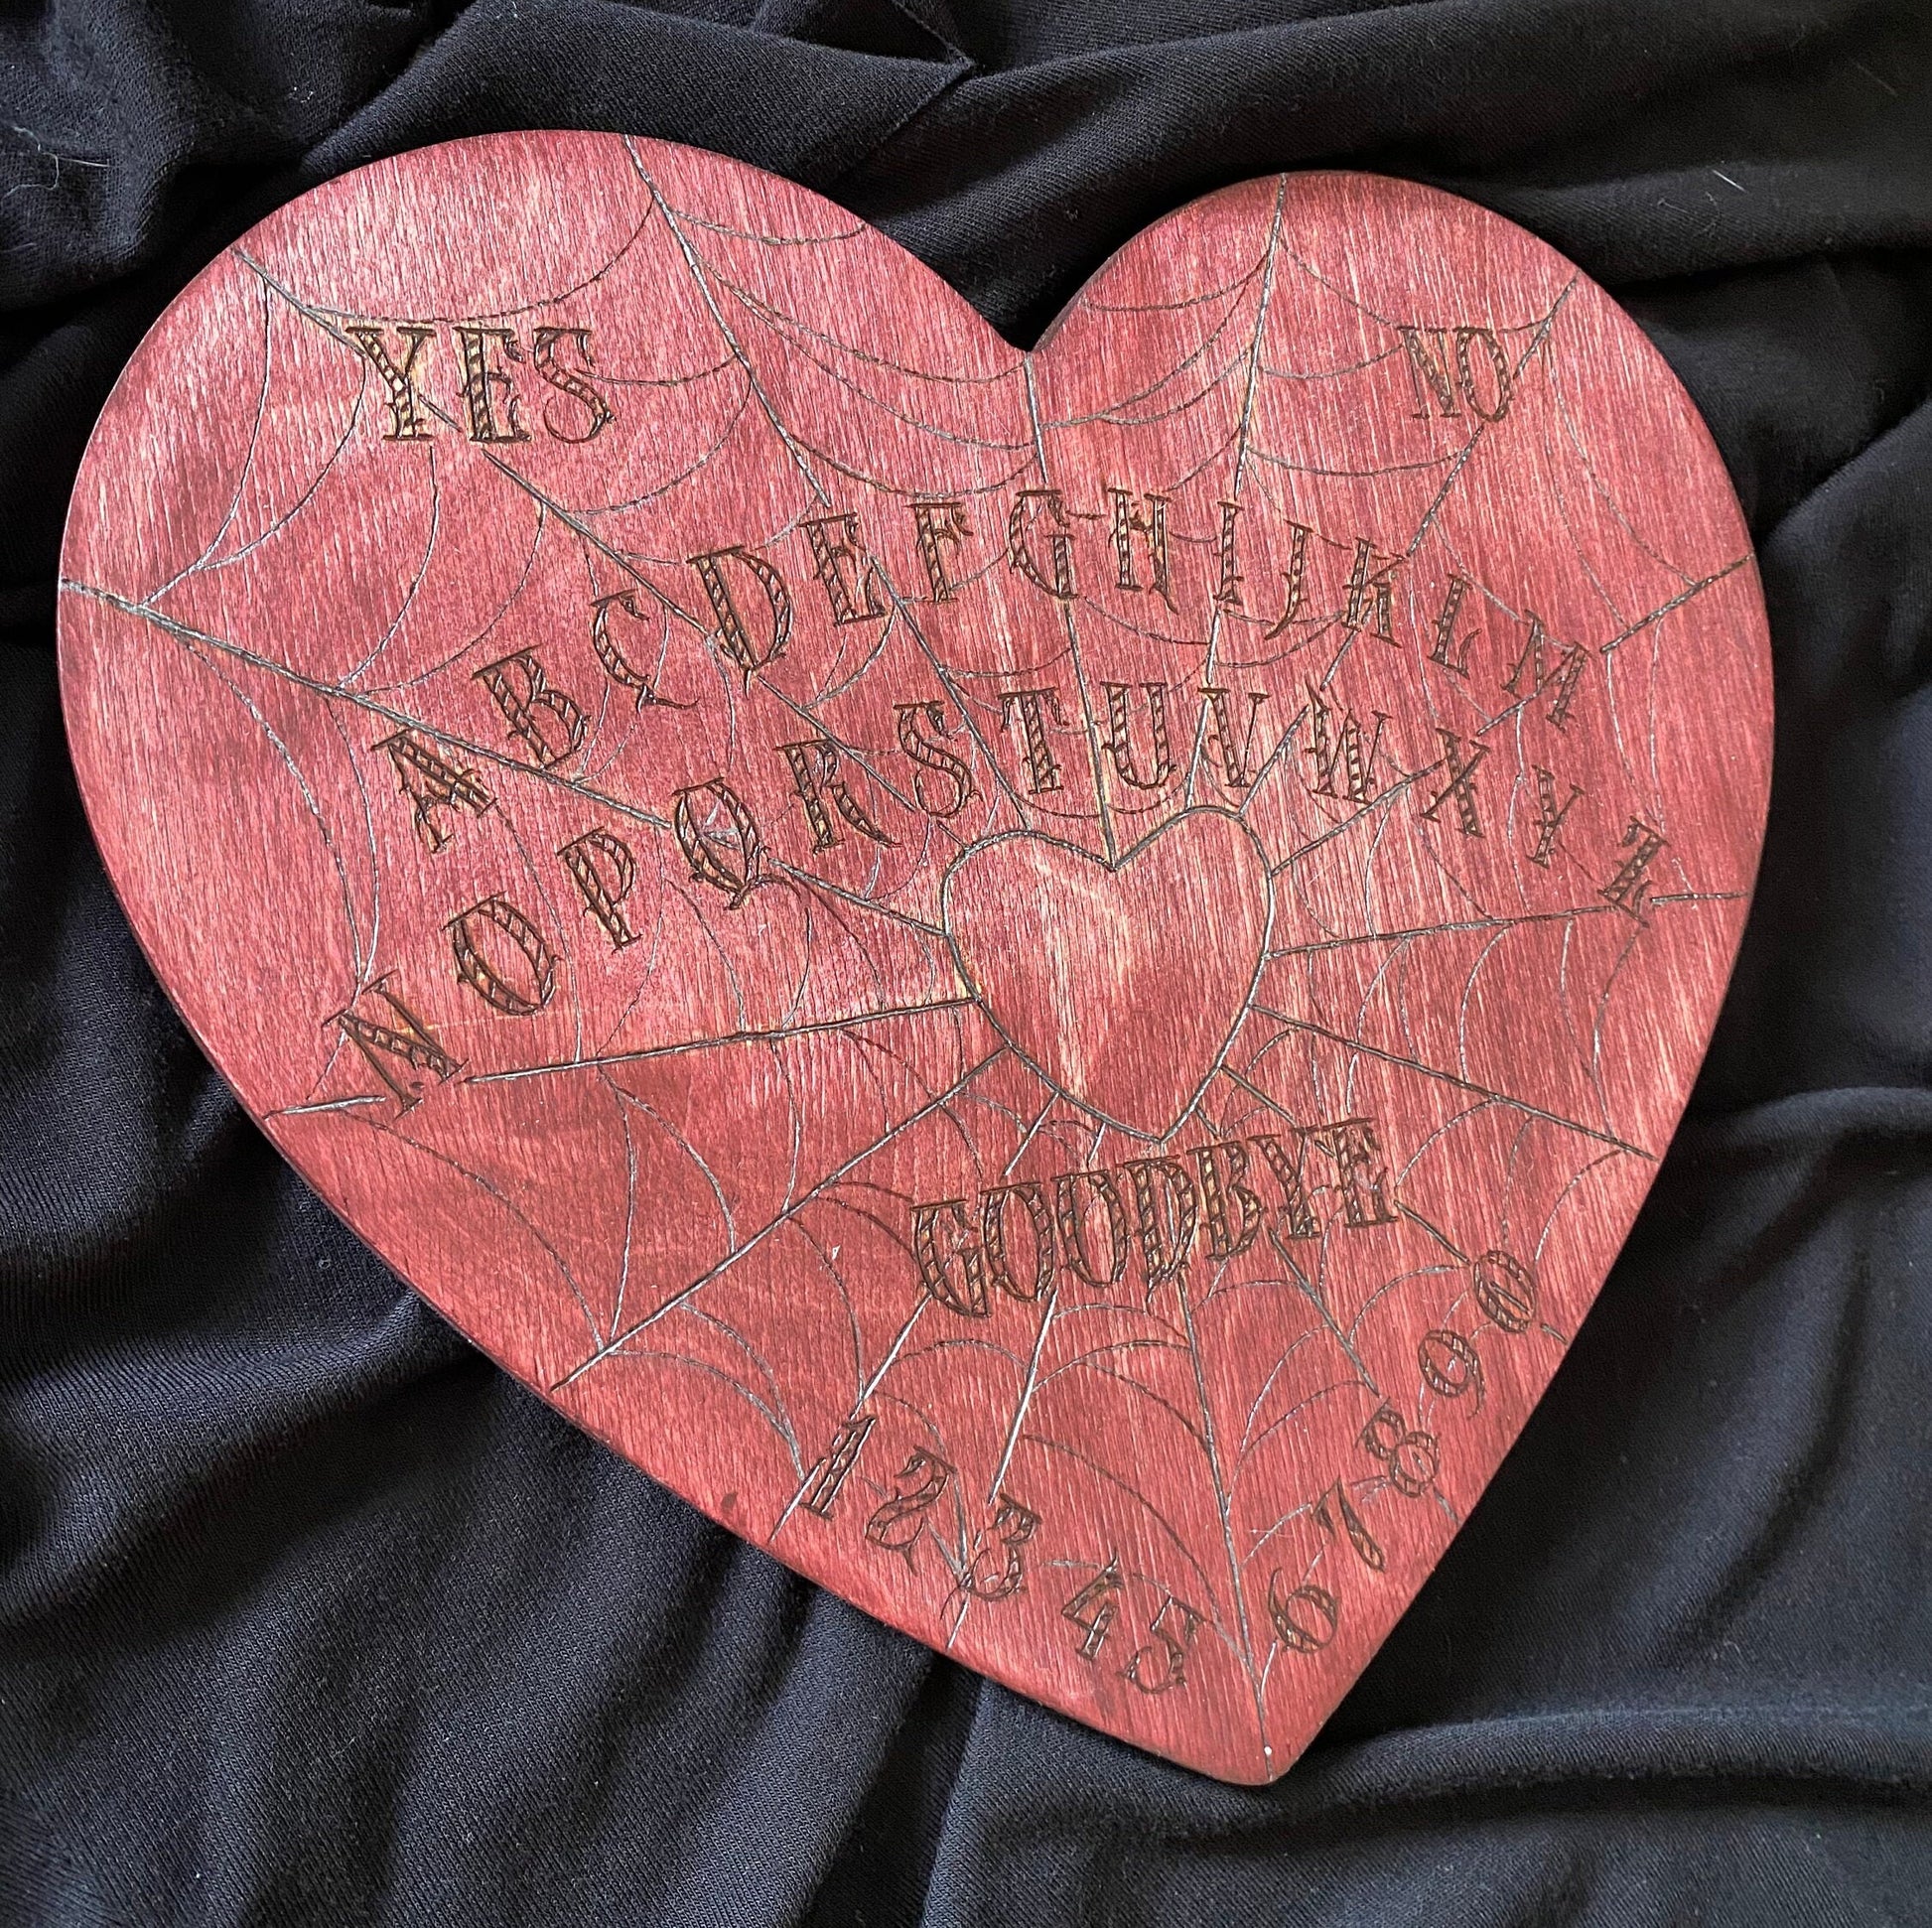 YES NO
ABCDEFGHIJKLM
NOPQRSTUVWXYZ
GOODBYE
1234567890